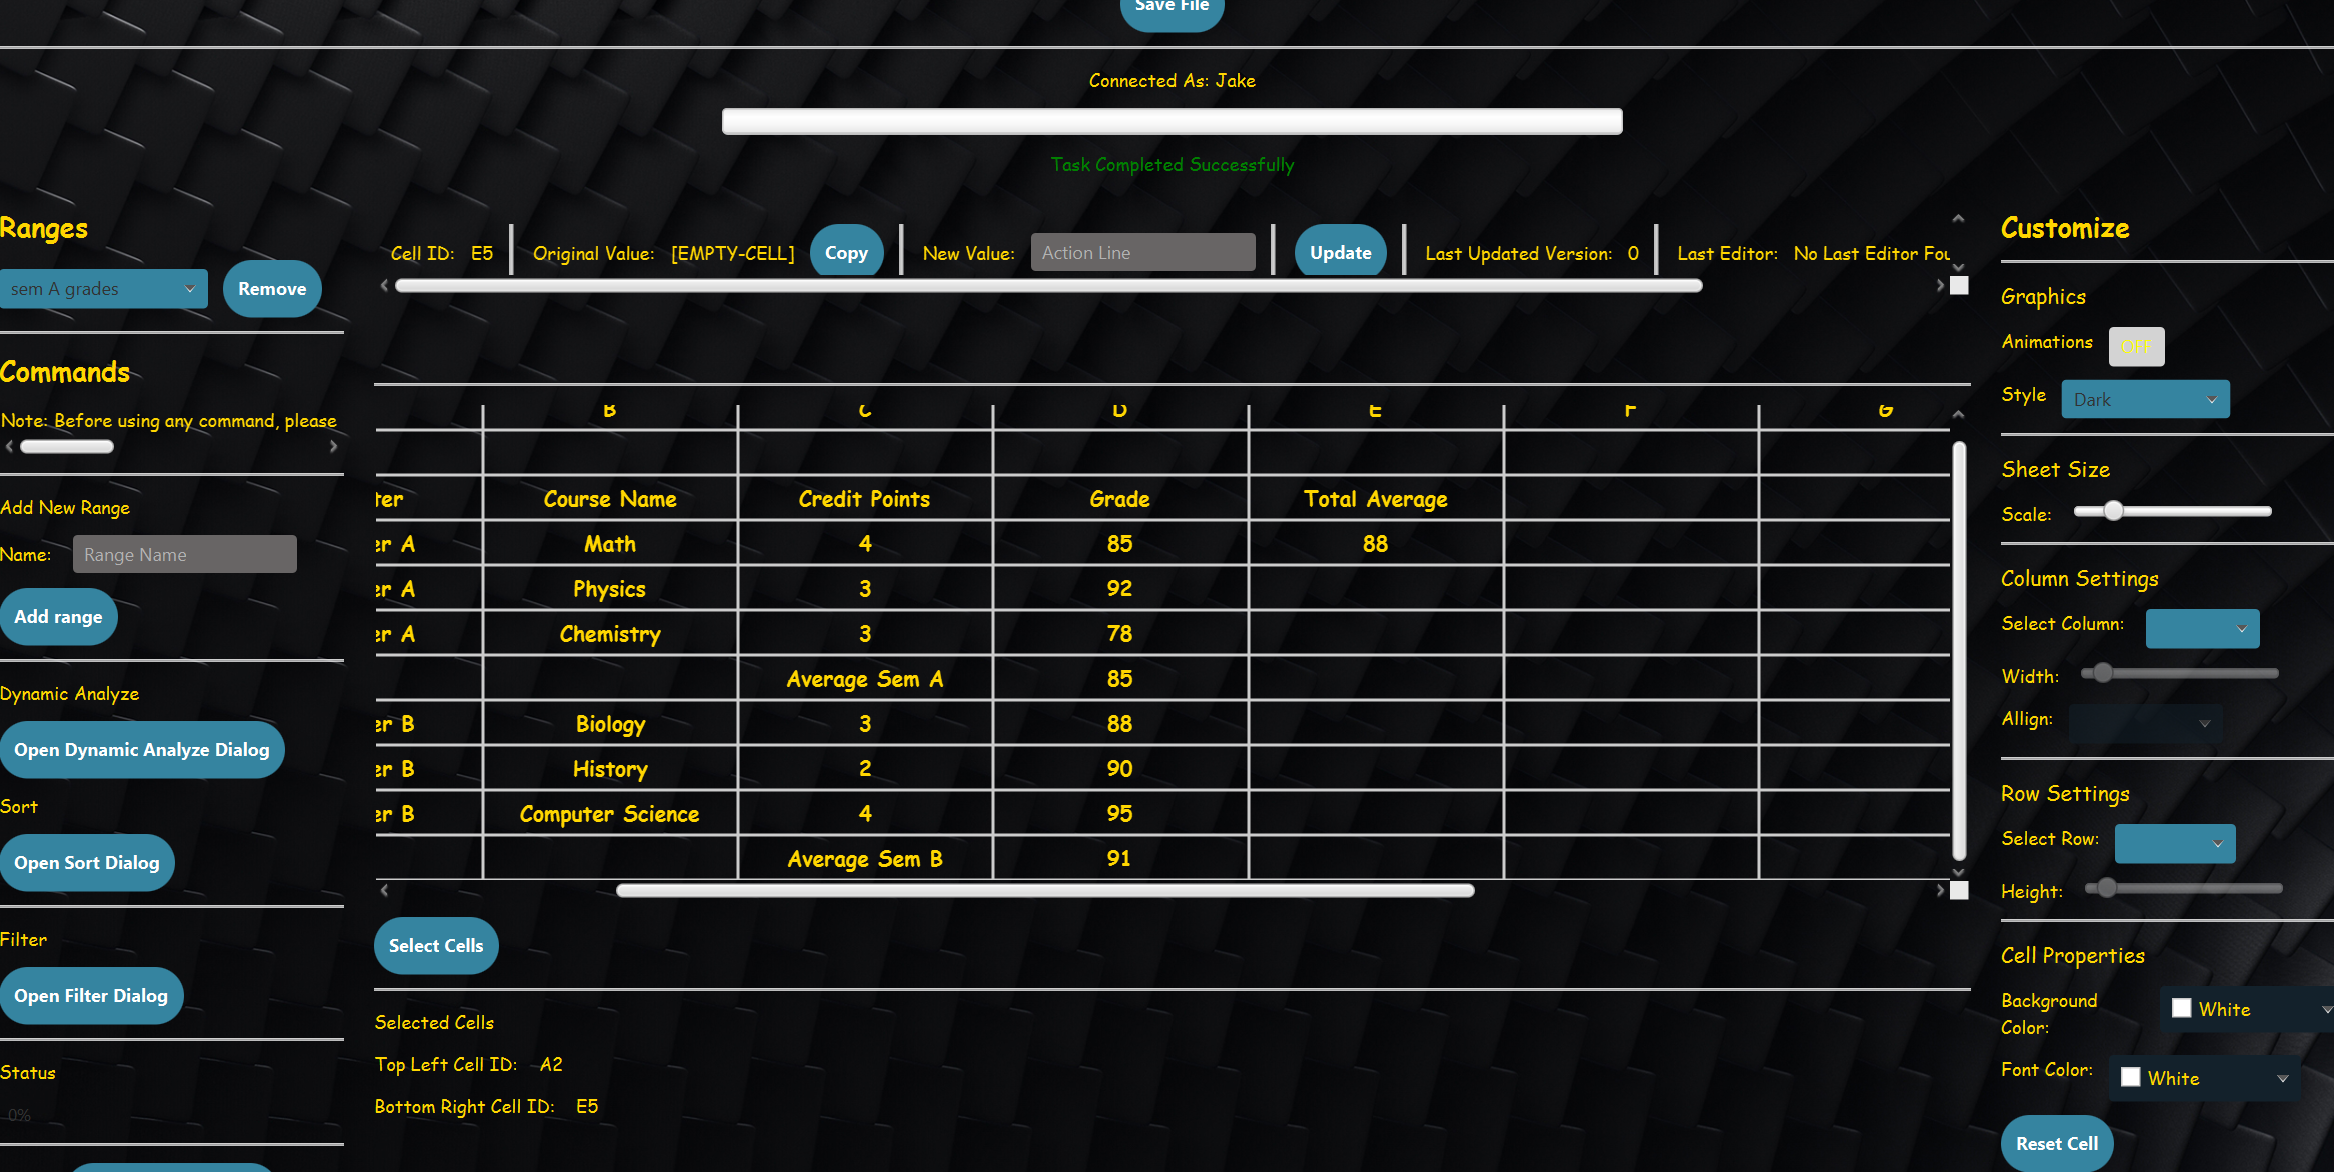 Save File
Connected As: Jake
Task Completed Successfully
Ranges
sem A grades Remove
Commands
Note: Before using any command, please
Add New Range
Name: Range Name
Add range
Dynamic Analyze
Open Dynamic Analyze Dialog
Sort
Open Sort Dialog
Filter
Open Filter Dialog
Status
0%
Cell ID: E5 Original Value: [EMPTY-CELL] Copy New Value: Action Line Update Last Updated Version: 0 Last Editor: No Last Editor Fou
B C D E F G
ter Course Name Credit Points Grade Total Average
er A Math 4 85 88
er A Physics 3 92
er A Chemistry 3 78
Average Sem A 85
er B Biology 3 88
er B History 2 90
er B Computer Science 4 95
Average Sem B 91
Select Cells
Selected Cells
Top Left Cell ID: A2
Bottom Right Cell ID: E5
Customize
Graphics
Animations OFF
Style Dark
Sheet Size
Scale:
Column Settings
Select Column:
Width:
Allign:
Row Settings
Select Row:
Height:
Cell Properties
Background
Color: White
Font Color: White
Reset Cell